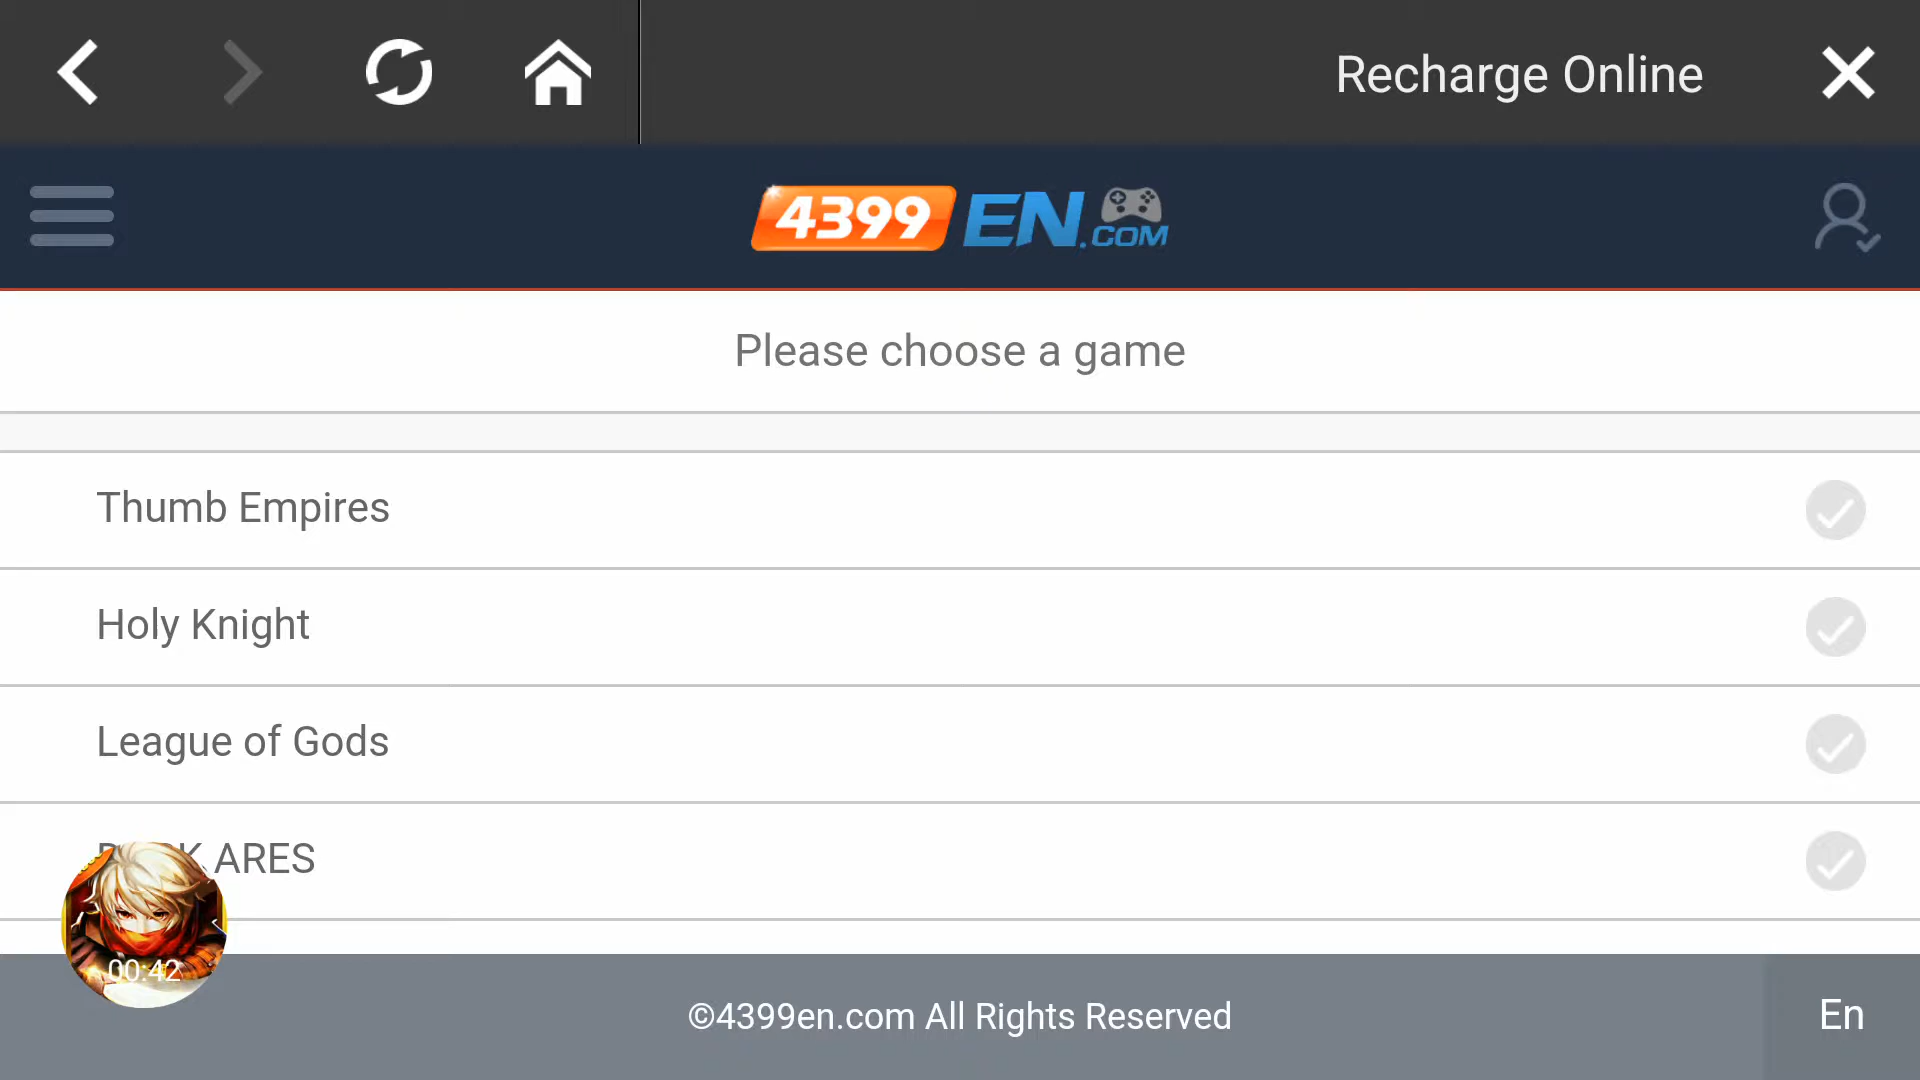 Recharge Online
4399 EN.COM
Please choose a game
Thumb Empires
Holy Knight
League of Gods
ARES
00:42
©4399en.com All Rights Reserved
En